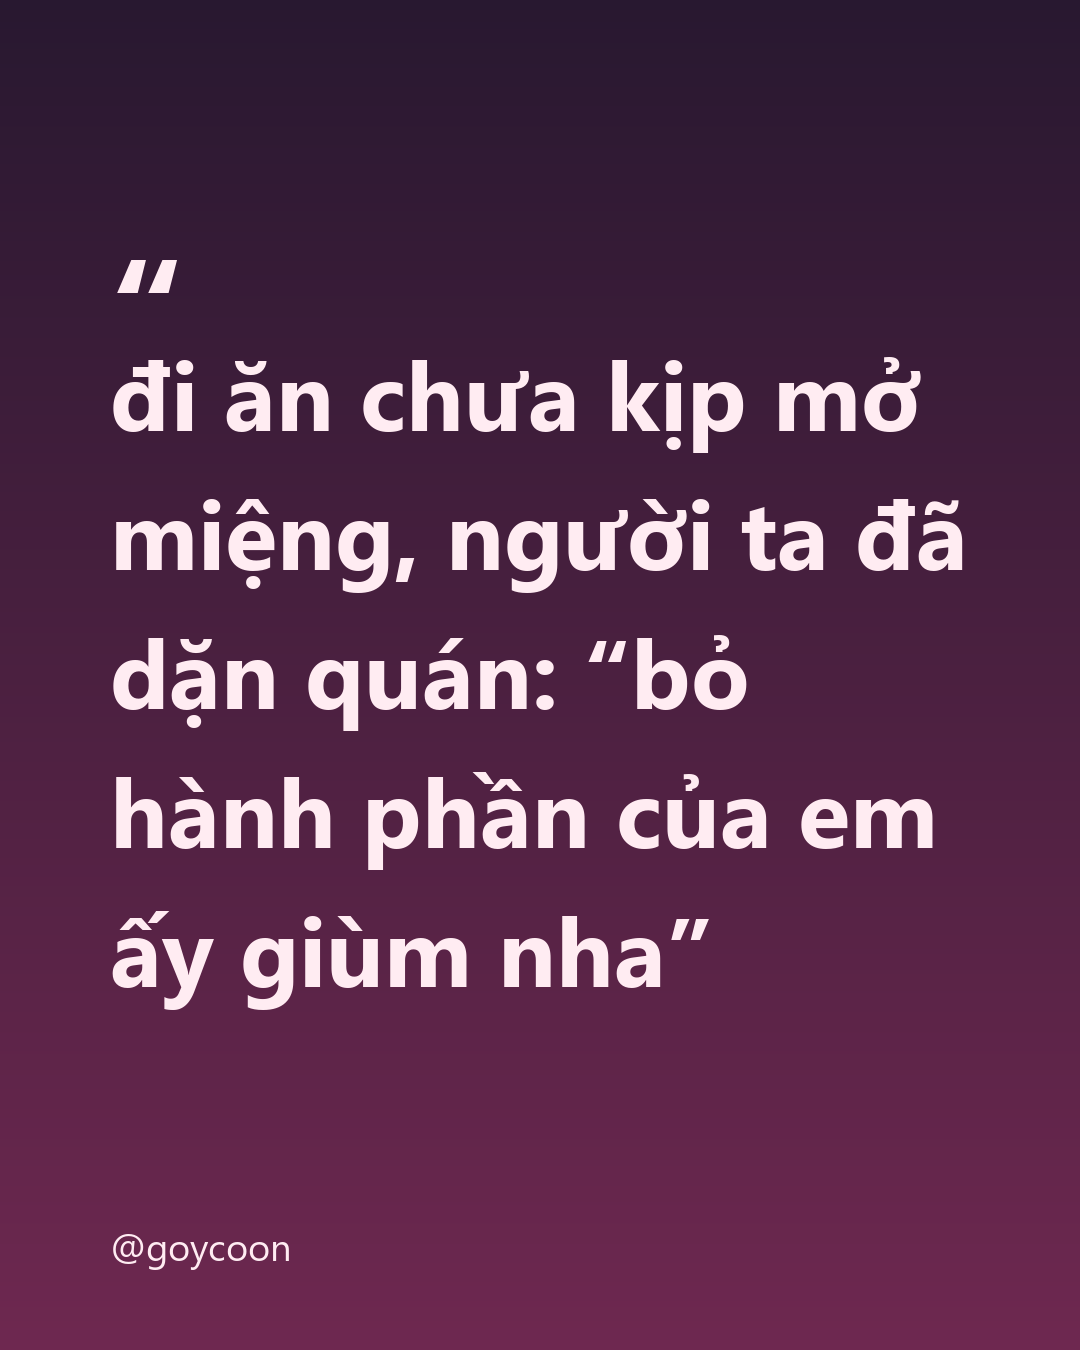 “
đi ăn chưa kịp mở
miệng, người ta đã
dặn quán: “bỏ
hành phần của em
ấy giùm nha”
@goycoon